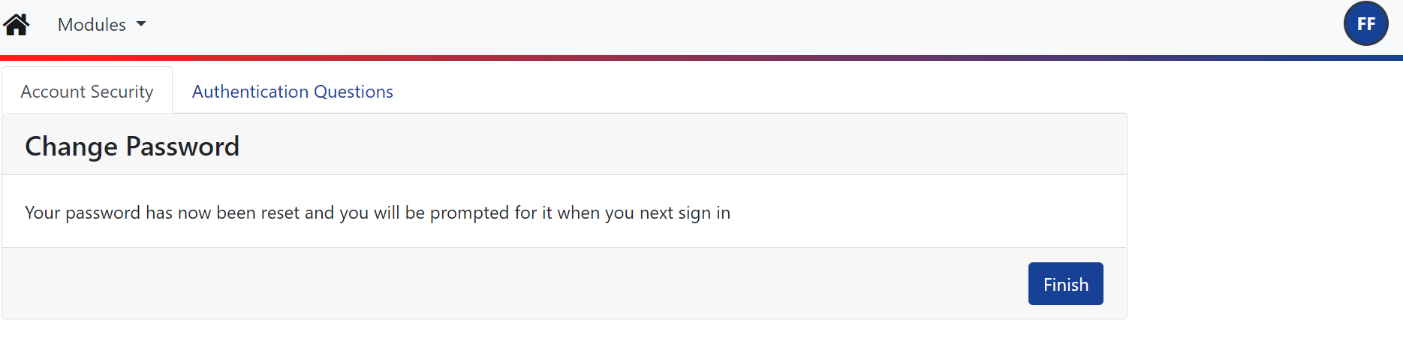 Modules
FF
Account Security
Authentication Questions
Change Password
Your password has now been reset and you will be prompted for it when you next sign in
Finish